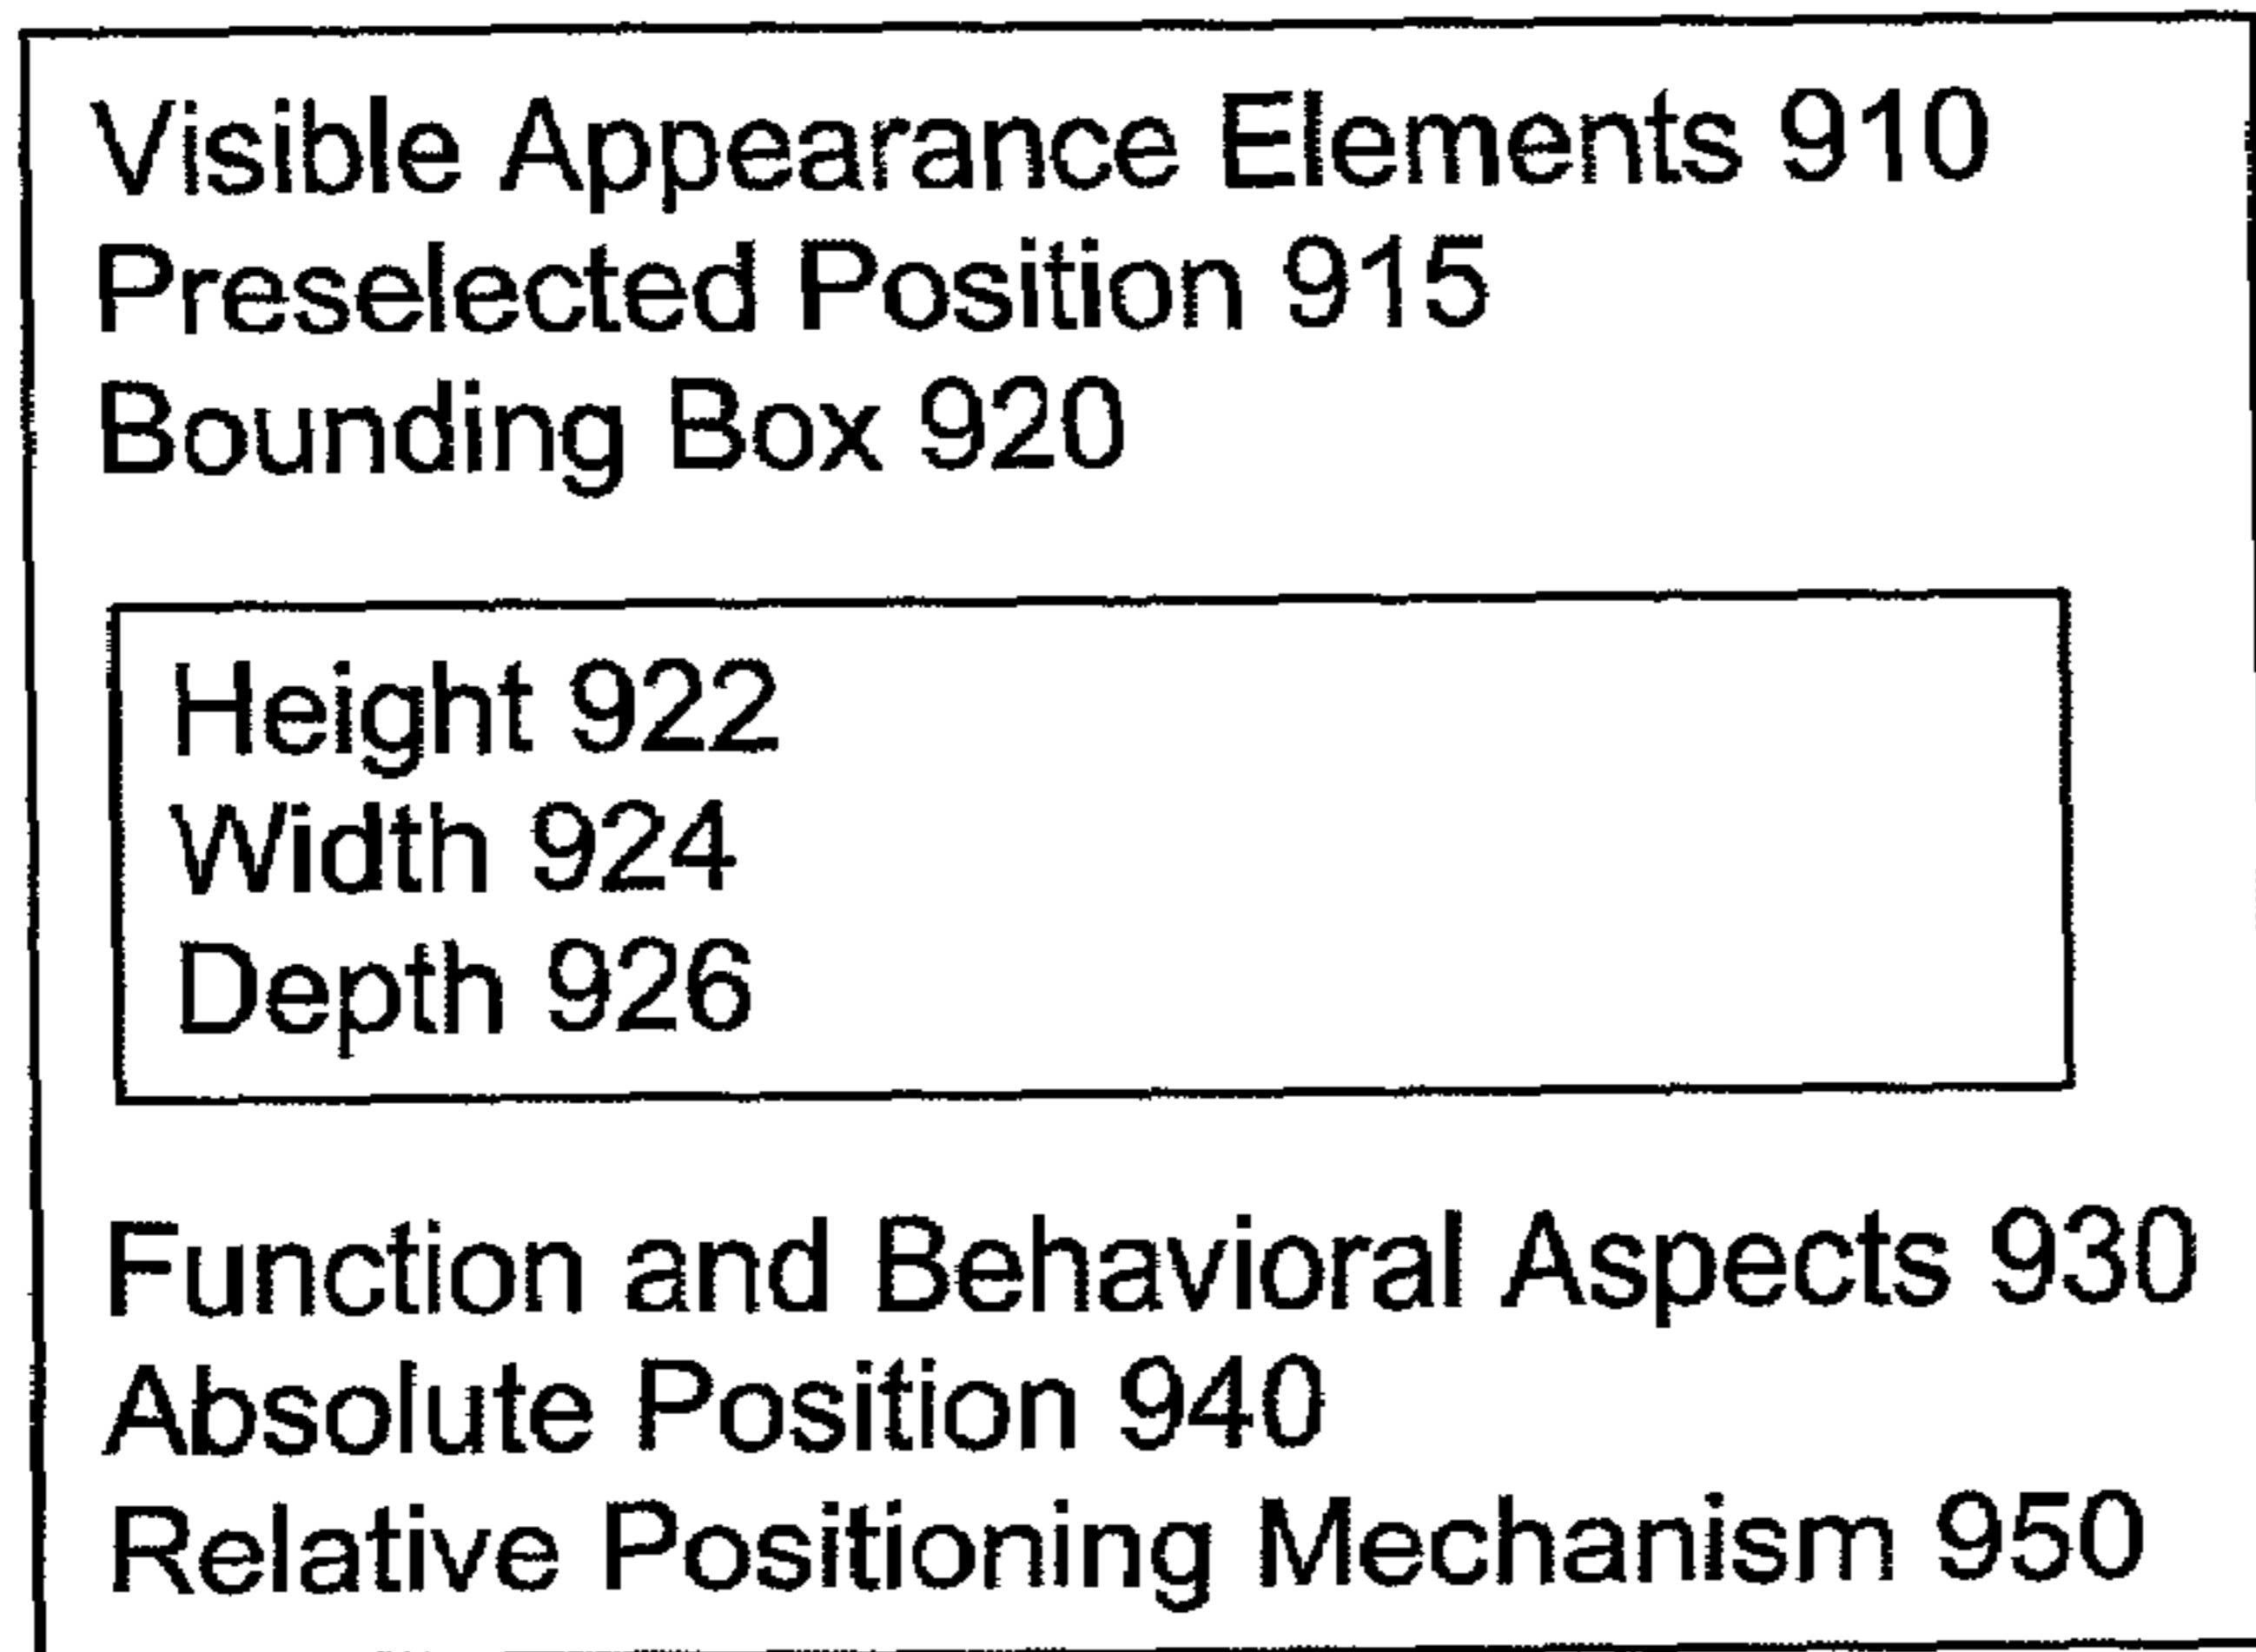 Visible Appearance Elements 910
Preselected Position 915
Bounding Box 920
Height 922
Width 924
Depth 926
Function and Behavioral Aspects 930
Absolute Position 940
Relative Positioning Mechanism 950